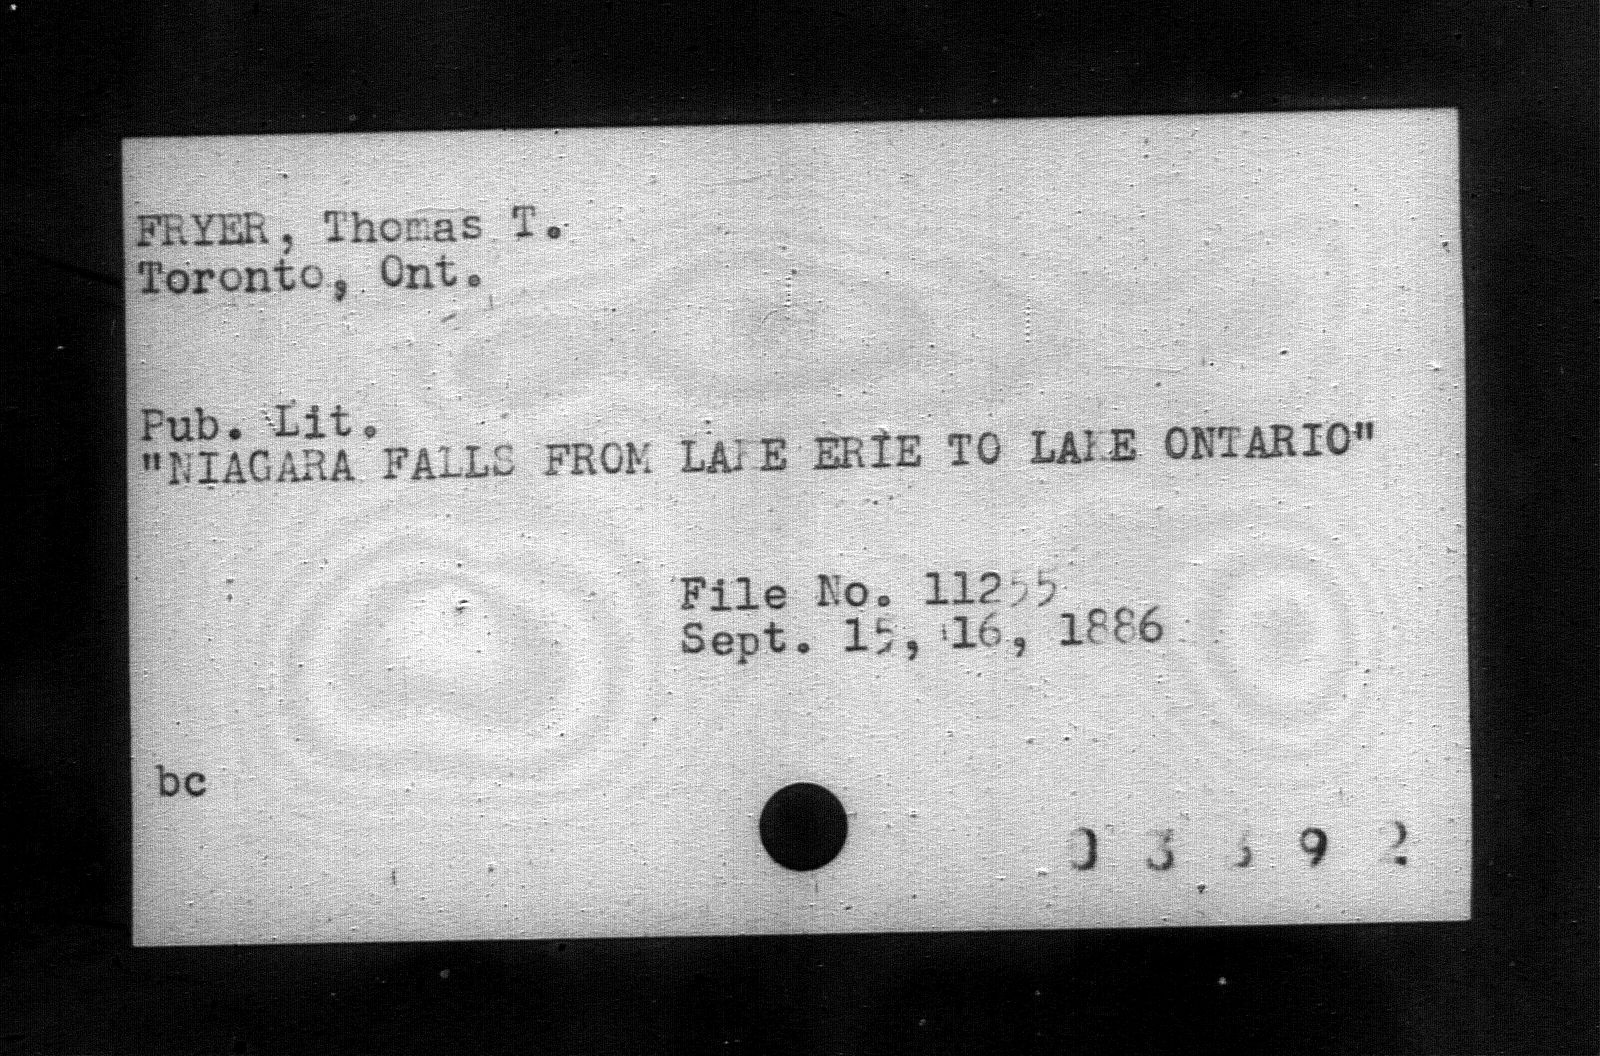 FRYER, Thomas T.
Toronto, Ont.
Pub. Lit.
"NIAGARA FALLS FROM LAKE ERIE TO LAKE ONTARIO"
File No. 11255
Sept. 15, 16, 1886
bc